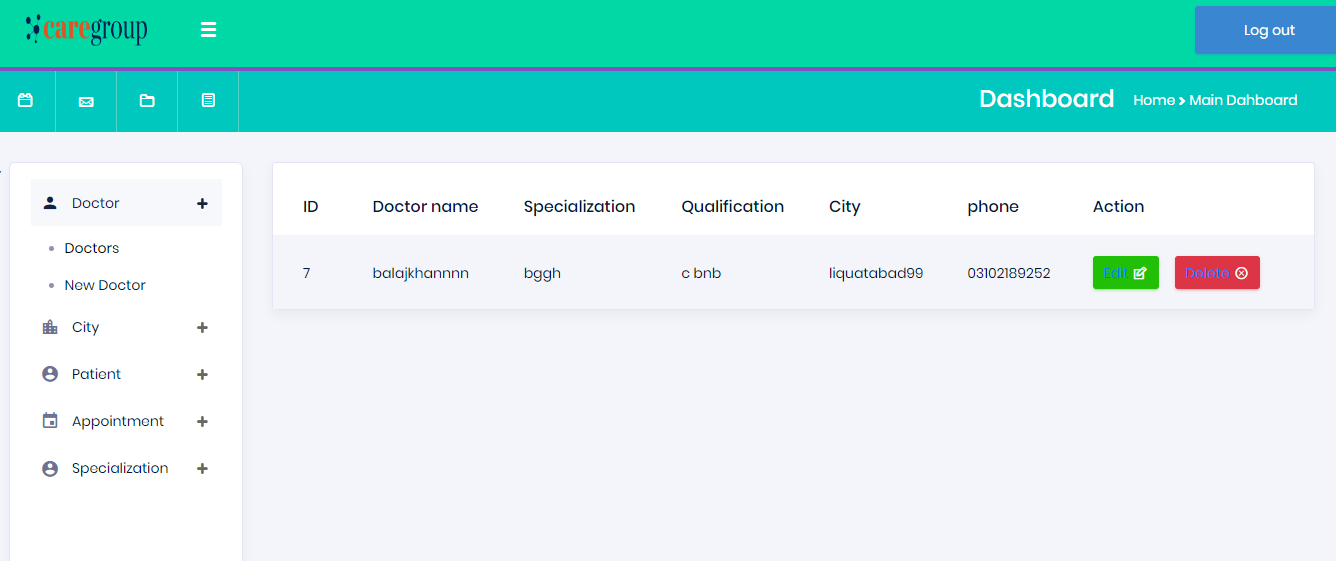 caregroup
Log out
Dashboard Home > Main Dahboard
Doctor
Doctors
New Doctor
City
Patient
Appointment
Specialization
ID Doctor name Specialization Qualification City phone Action
7 balajkhannnn bggh c bnb liquatabad99 03102189252 Edit Delete